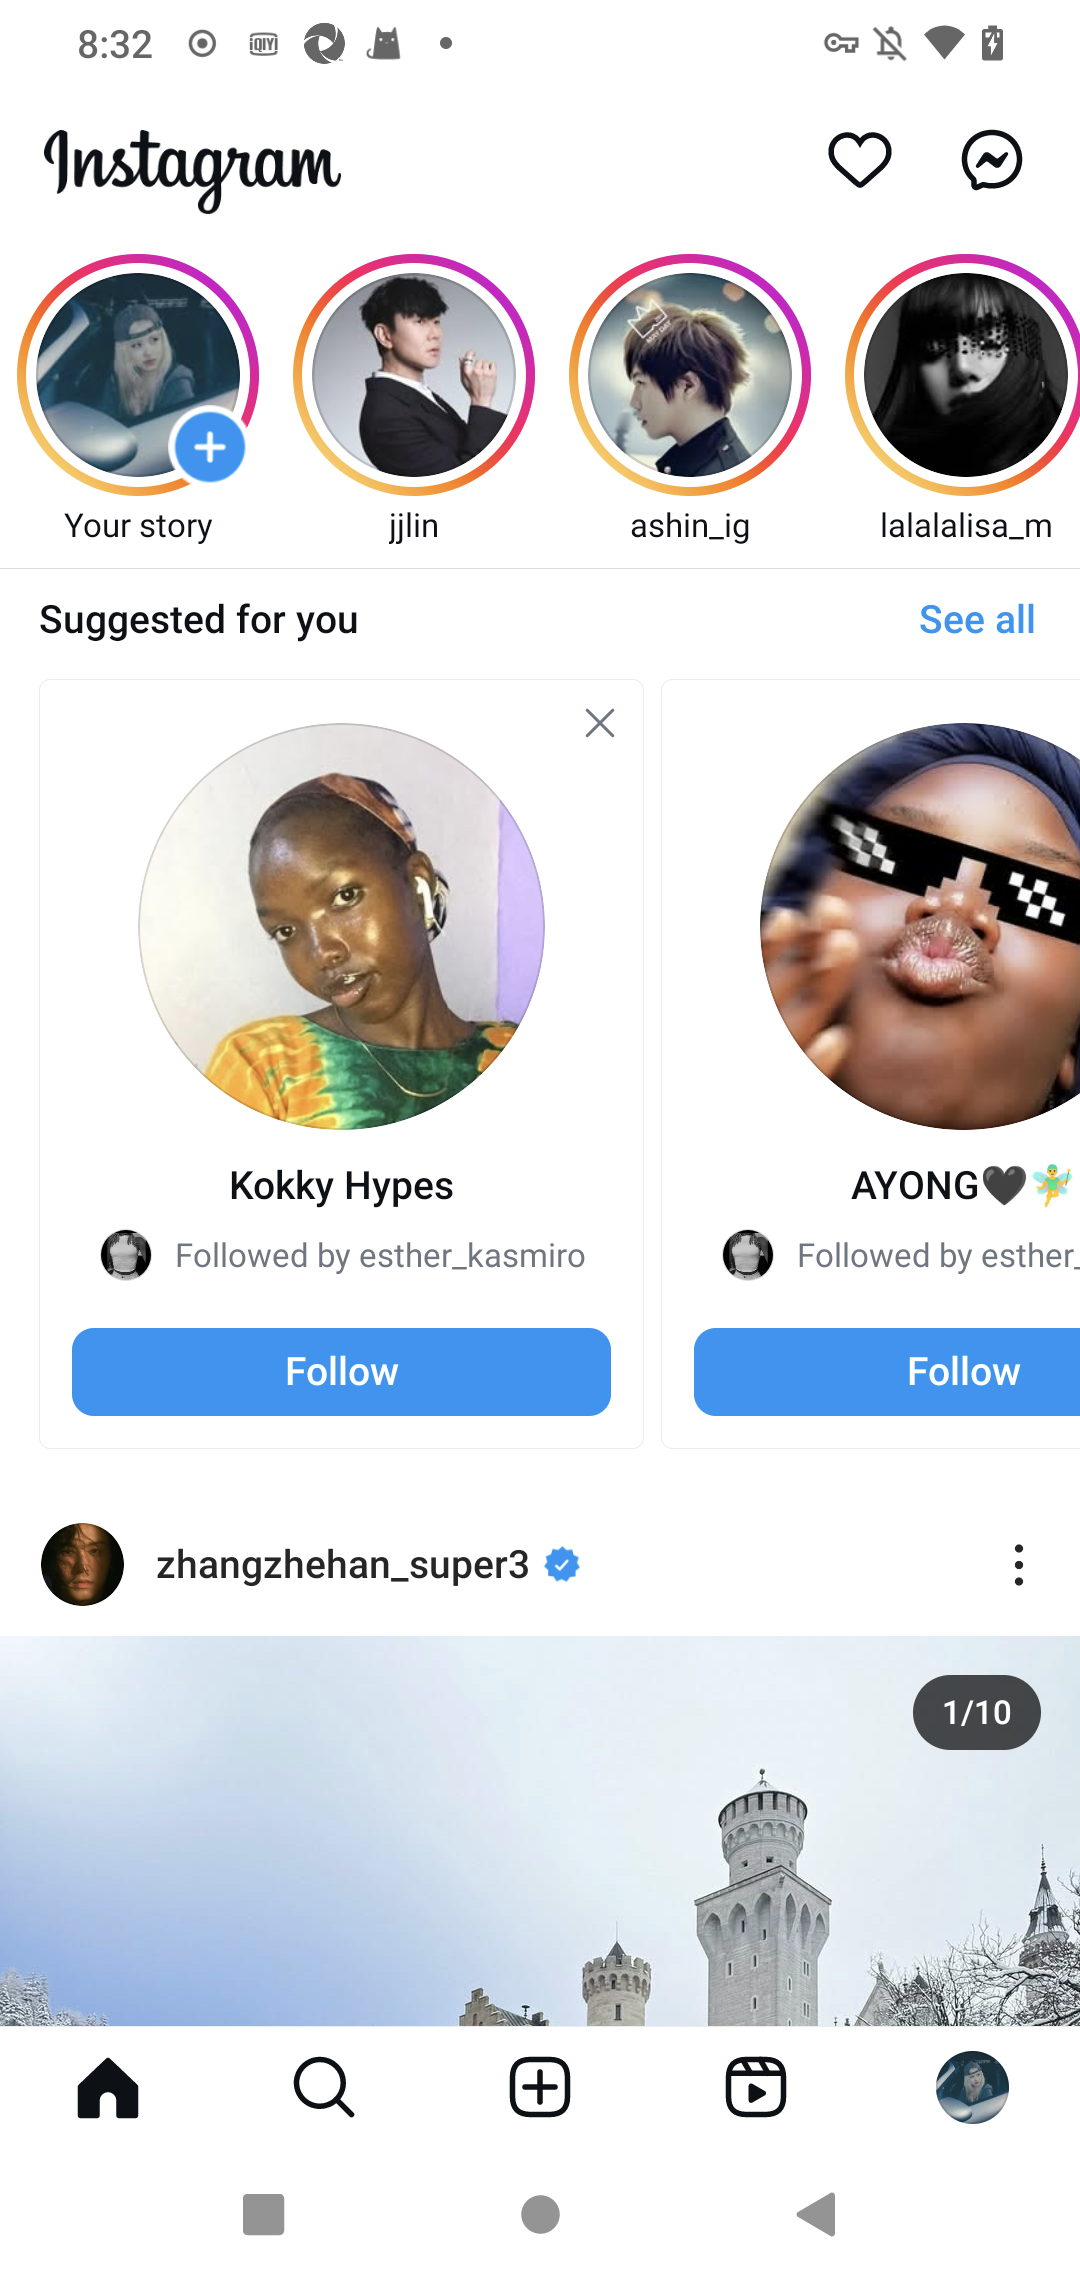 8:32
iQIYI
Instagram
Your story
jjlin
ashin_ig
lalalalisa_m
Suggested for you
See all
Kokky Hypes
AYONG🖤🧚‍♂️
Followed by esther_kasmiro
Followed by esther_
Follow
Follow
zhangzhehan_super3
1/10